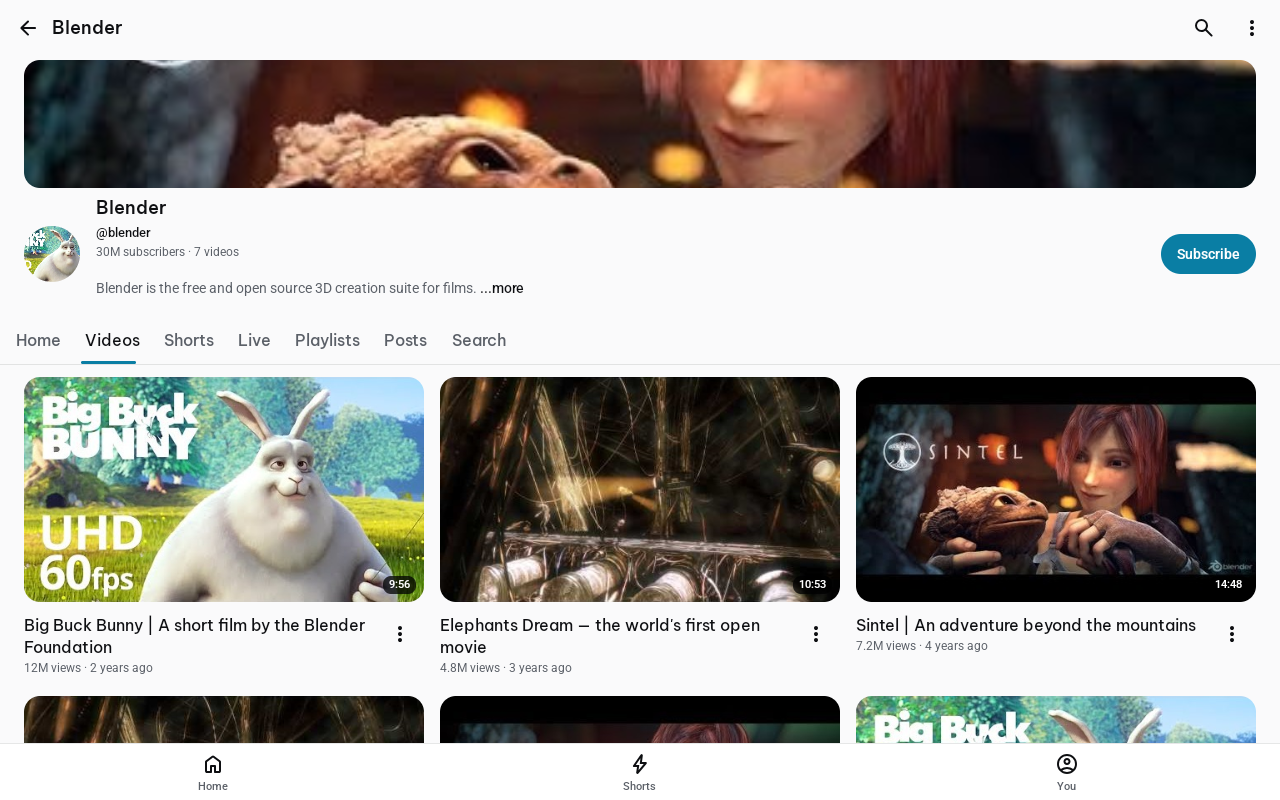 Blender
Blender
@blender
30M subscribers · 7 videos
Blender is the free and open source 3D creation suite for films. ...more
Subscribe
Home
Videos
Shorts
Live
Playlists
Posts
Search
Big Buck
BUNNY
UHD
60fps
9:56
10:53
SINTEL
blender
14:48
Big Buck Bunny | A short film by the Blender
Foundation
12M views · 2 years ago
Elephants Dream — the world's first open
movie
4.8M views · 3 years ago
Sintel | An adventure beyond the mountains
7.2M views · 4 years ago
Big Buck
Home
Shorts
You